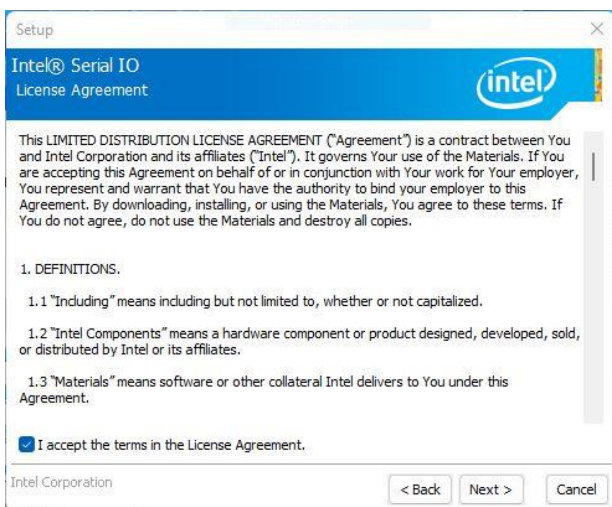 Setup
Intel® Serial IO
License Agreement
intel
This LIMITED DISTRIBUTION LICENSE AGREEMENT ("Agreement") is a contract between You
and Intel Corporation and its affiliates ("Intel"). It governs Your use of the Materials. If You
are accepting this Agreement on behalf of or in conjunction with Your work for Your employer,
You represent and warrant that You have the authority to bind your employer to this
Agreement. By downloading, installing, or using the Materials, You agree to these terms. If
You do not agree, do not use the Materials and destroy all copies.
1. DEFINITIONS.
1.1 "Including" means including but not limited to, whether or not capitalized.
1.2 "Intel Components" means a hardware component or product designed, developed, sold,
or distributed by Intel or its affiliates.
1.3 "Materials" means software or other collateral Intel delivers to You under this
Agreement.
I accept the terms in the License Agreement.
Intel Corporation
< Back Next > Cancel